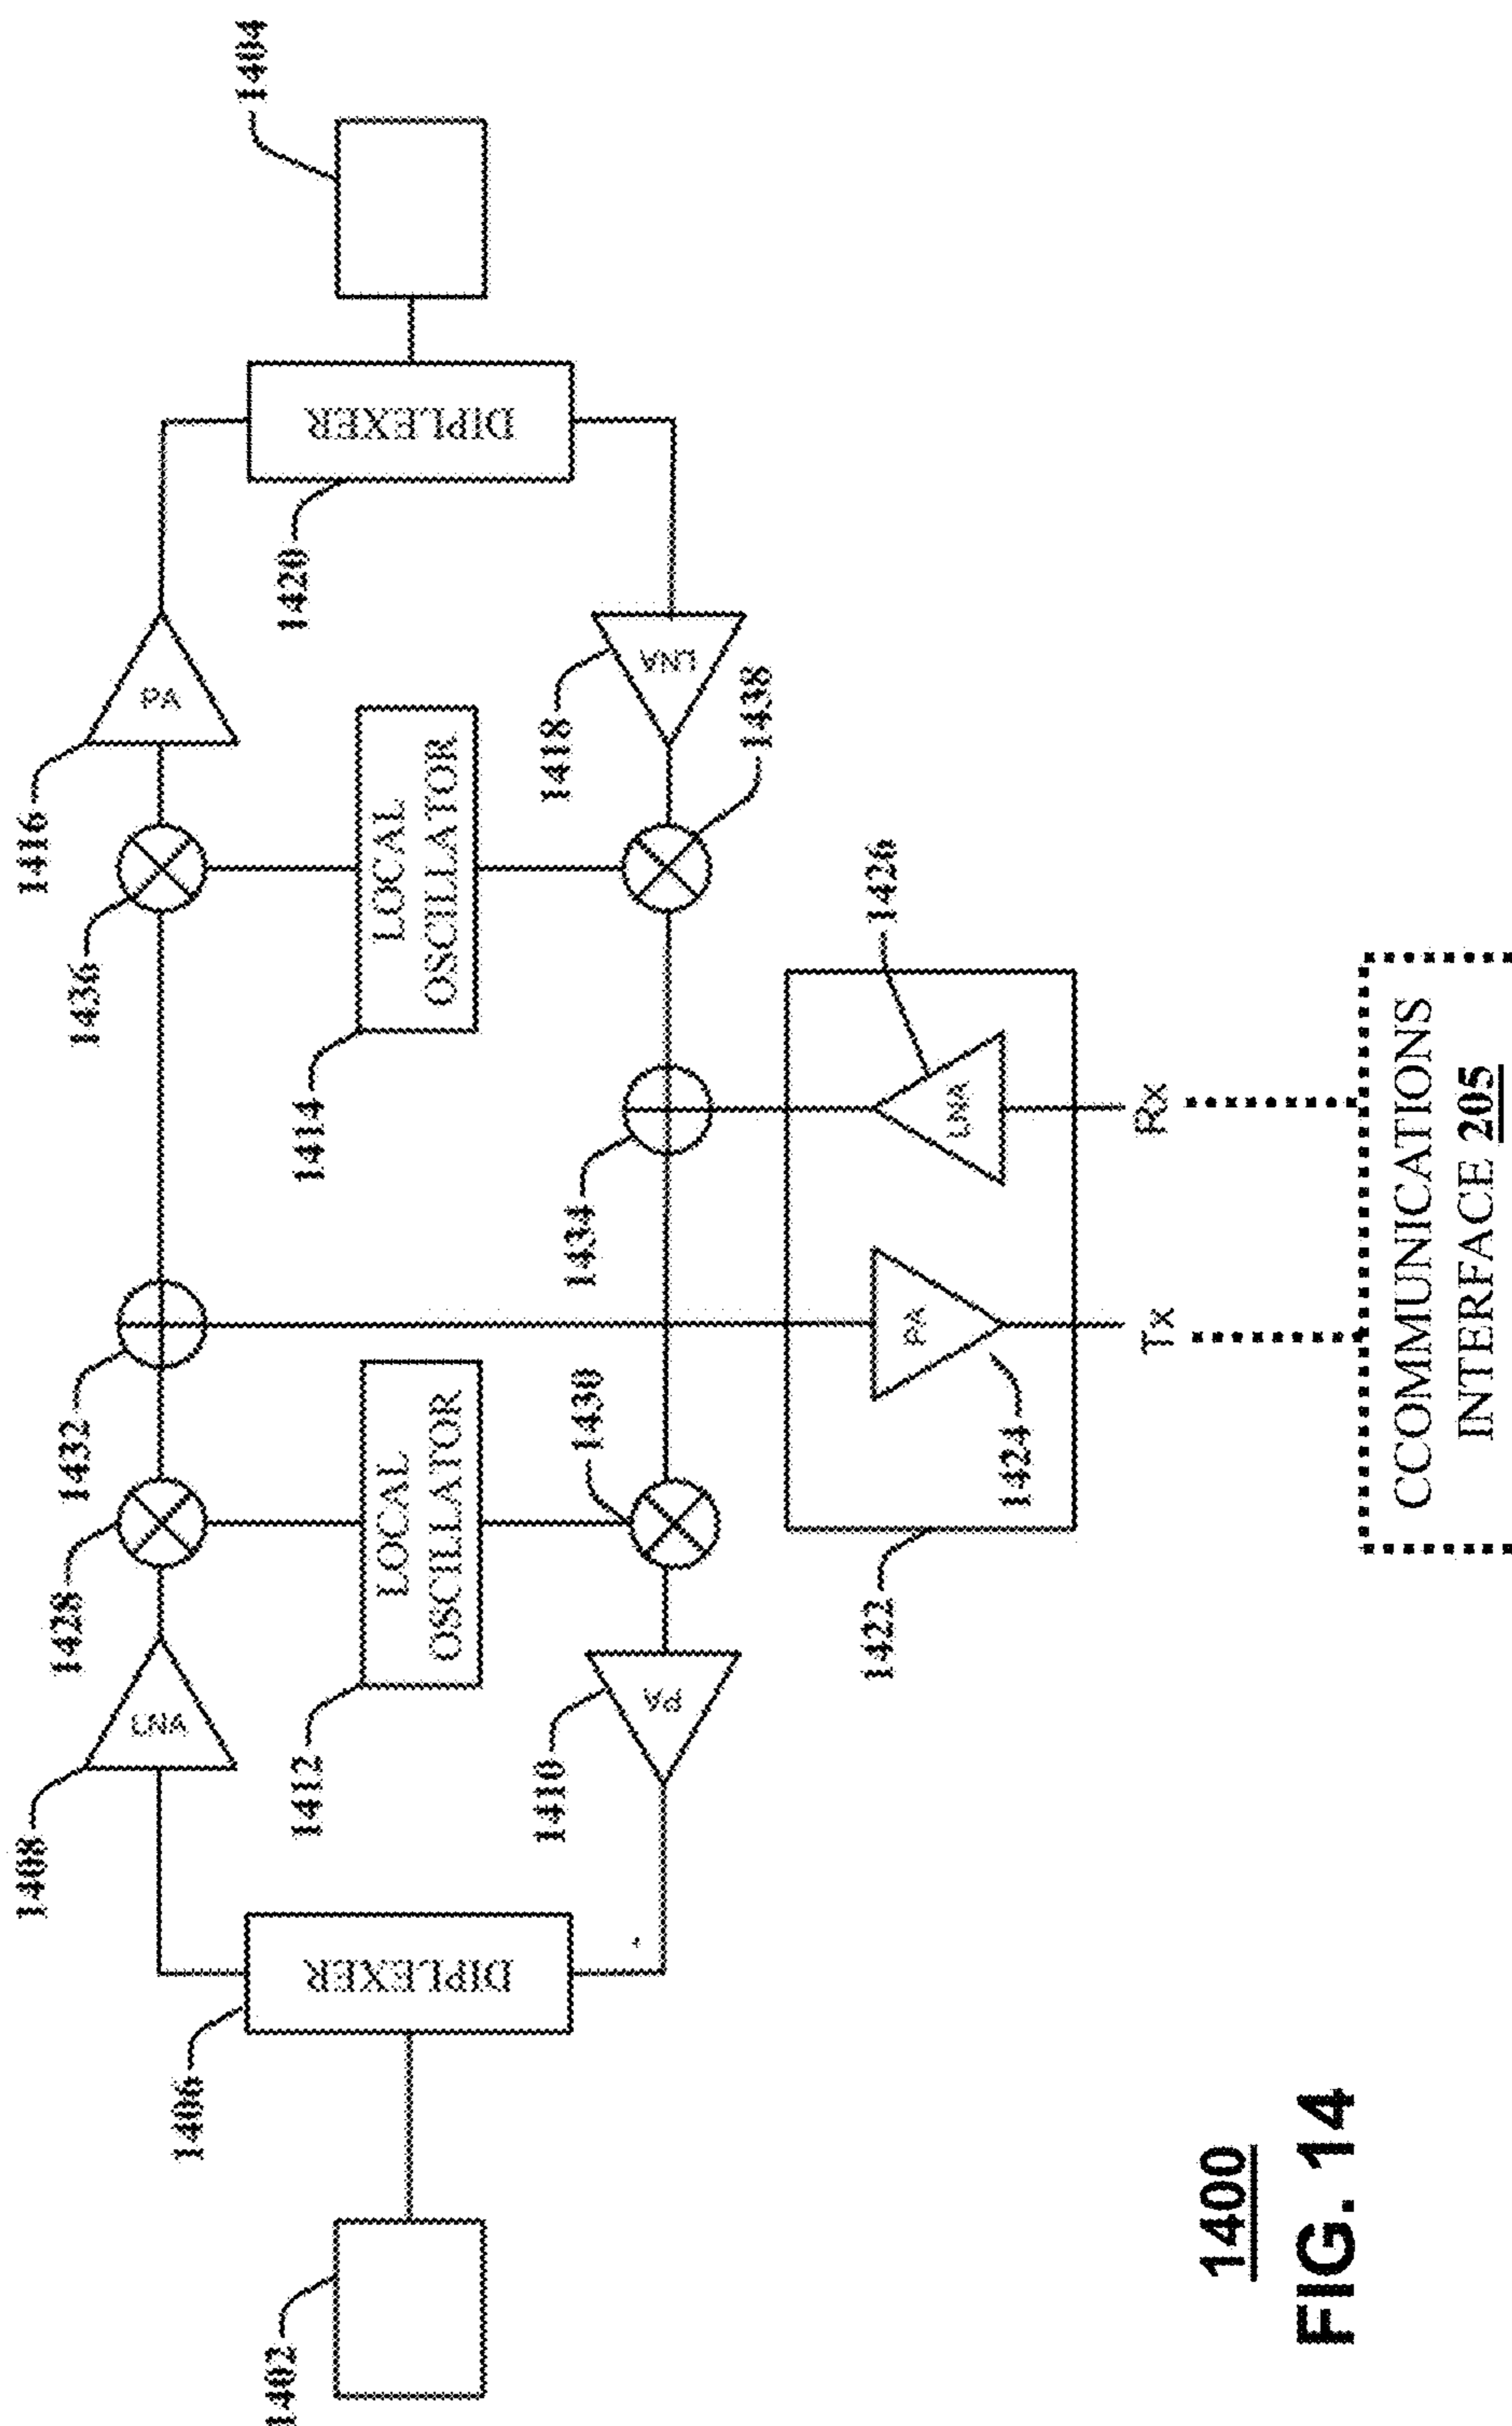 1404
1416
PA
DIPLEXER
1420
1436
LOCAL
OSCILLATOR
1414
LNA
1418
1438
1432
1434
1426
LNA
Rx
1428
LOCAL
OSCILLATOR
1412
1430
PA
1424
Tx
1422
CCOMMUNICATIONS
INTERFACE 205
1408
LNA
PA
1410
DIPLEXER
1406
1402
1400
FIG. 14